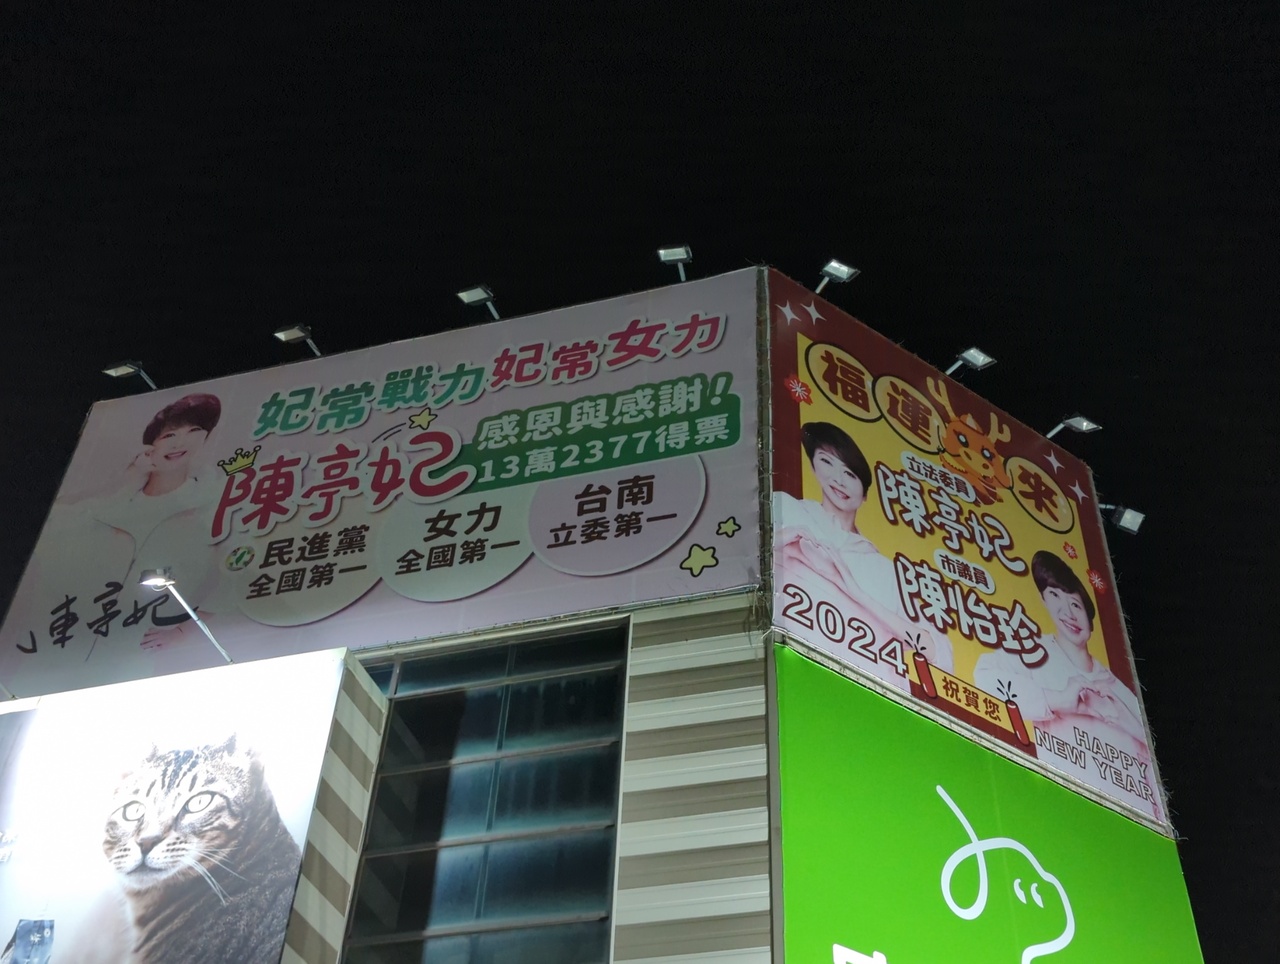 妃常戰力妃常女力
陳亭妃
感恩與感謝！
13萬2377得票
民進黨
全國第一
女力
全國第一
台南
立委第一
陳亭妃
福運來
立法委員
陳亭妃
市議員
陳怡珍
2024
祝賀您
HAPPY
NEW YEAR